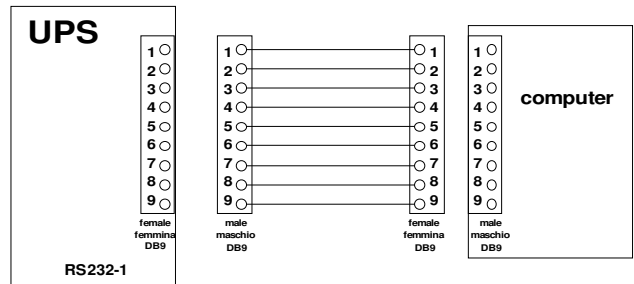 UPS
computer
1 1 1 1
2 2 2 2
3 3 3 3
4 4 4 4
5 5 5 5
6 6 6 6
7 7 7 7
8 8 8 8
9 9 9 9
female male female male
femmina maschio femmina maschio
DB9 DB9 DB9 DB9
RS232-1